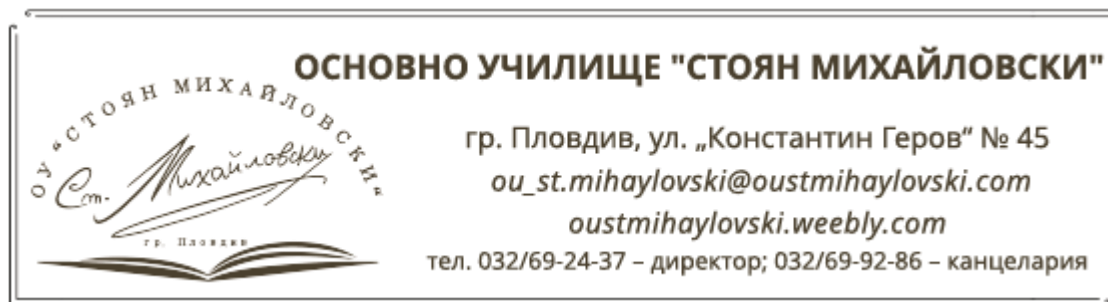 ОСНОВНО УЧИЛИЩЕ "СТОЯН МИХАЙЛОВСКИ"
ОУ "СТОЯН МИХАЙЛОВСКИ"
Ст. Михайловски
гр. Пловдив
гр. Пловдив, ул. „Константин Геров“ № 45
ou_st.mihaylovski@oustmihaylovski.com
oustmihaylovski.weebly.com
тел. 032/69-24-37 – директор; 032/69-92-86 – канцелария